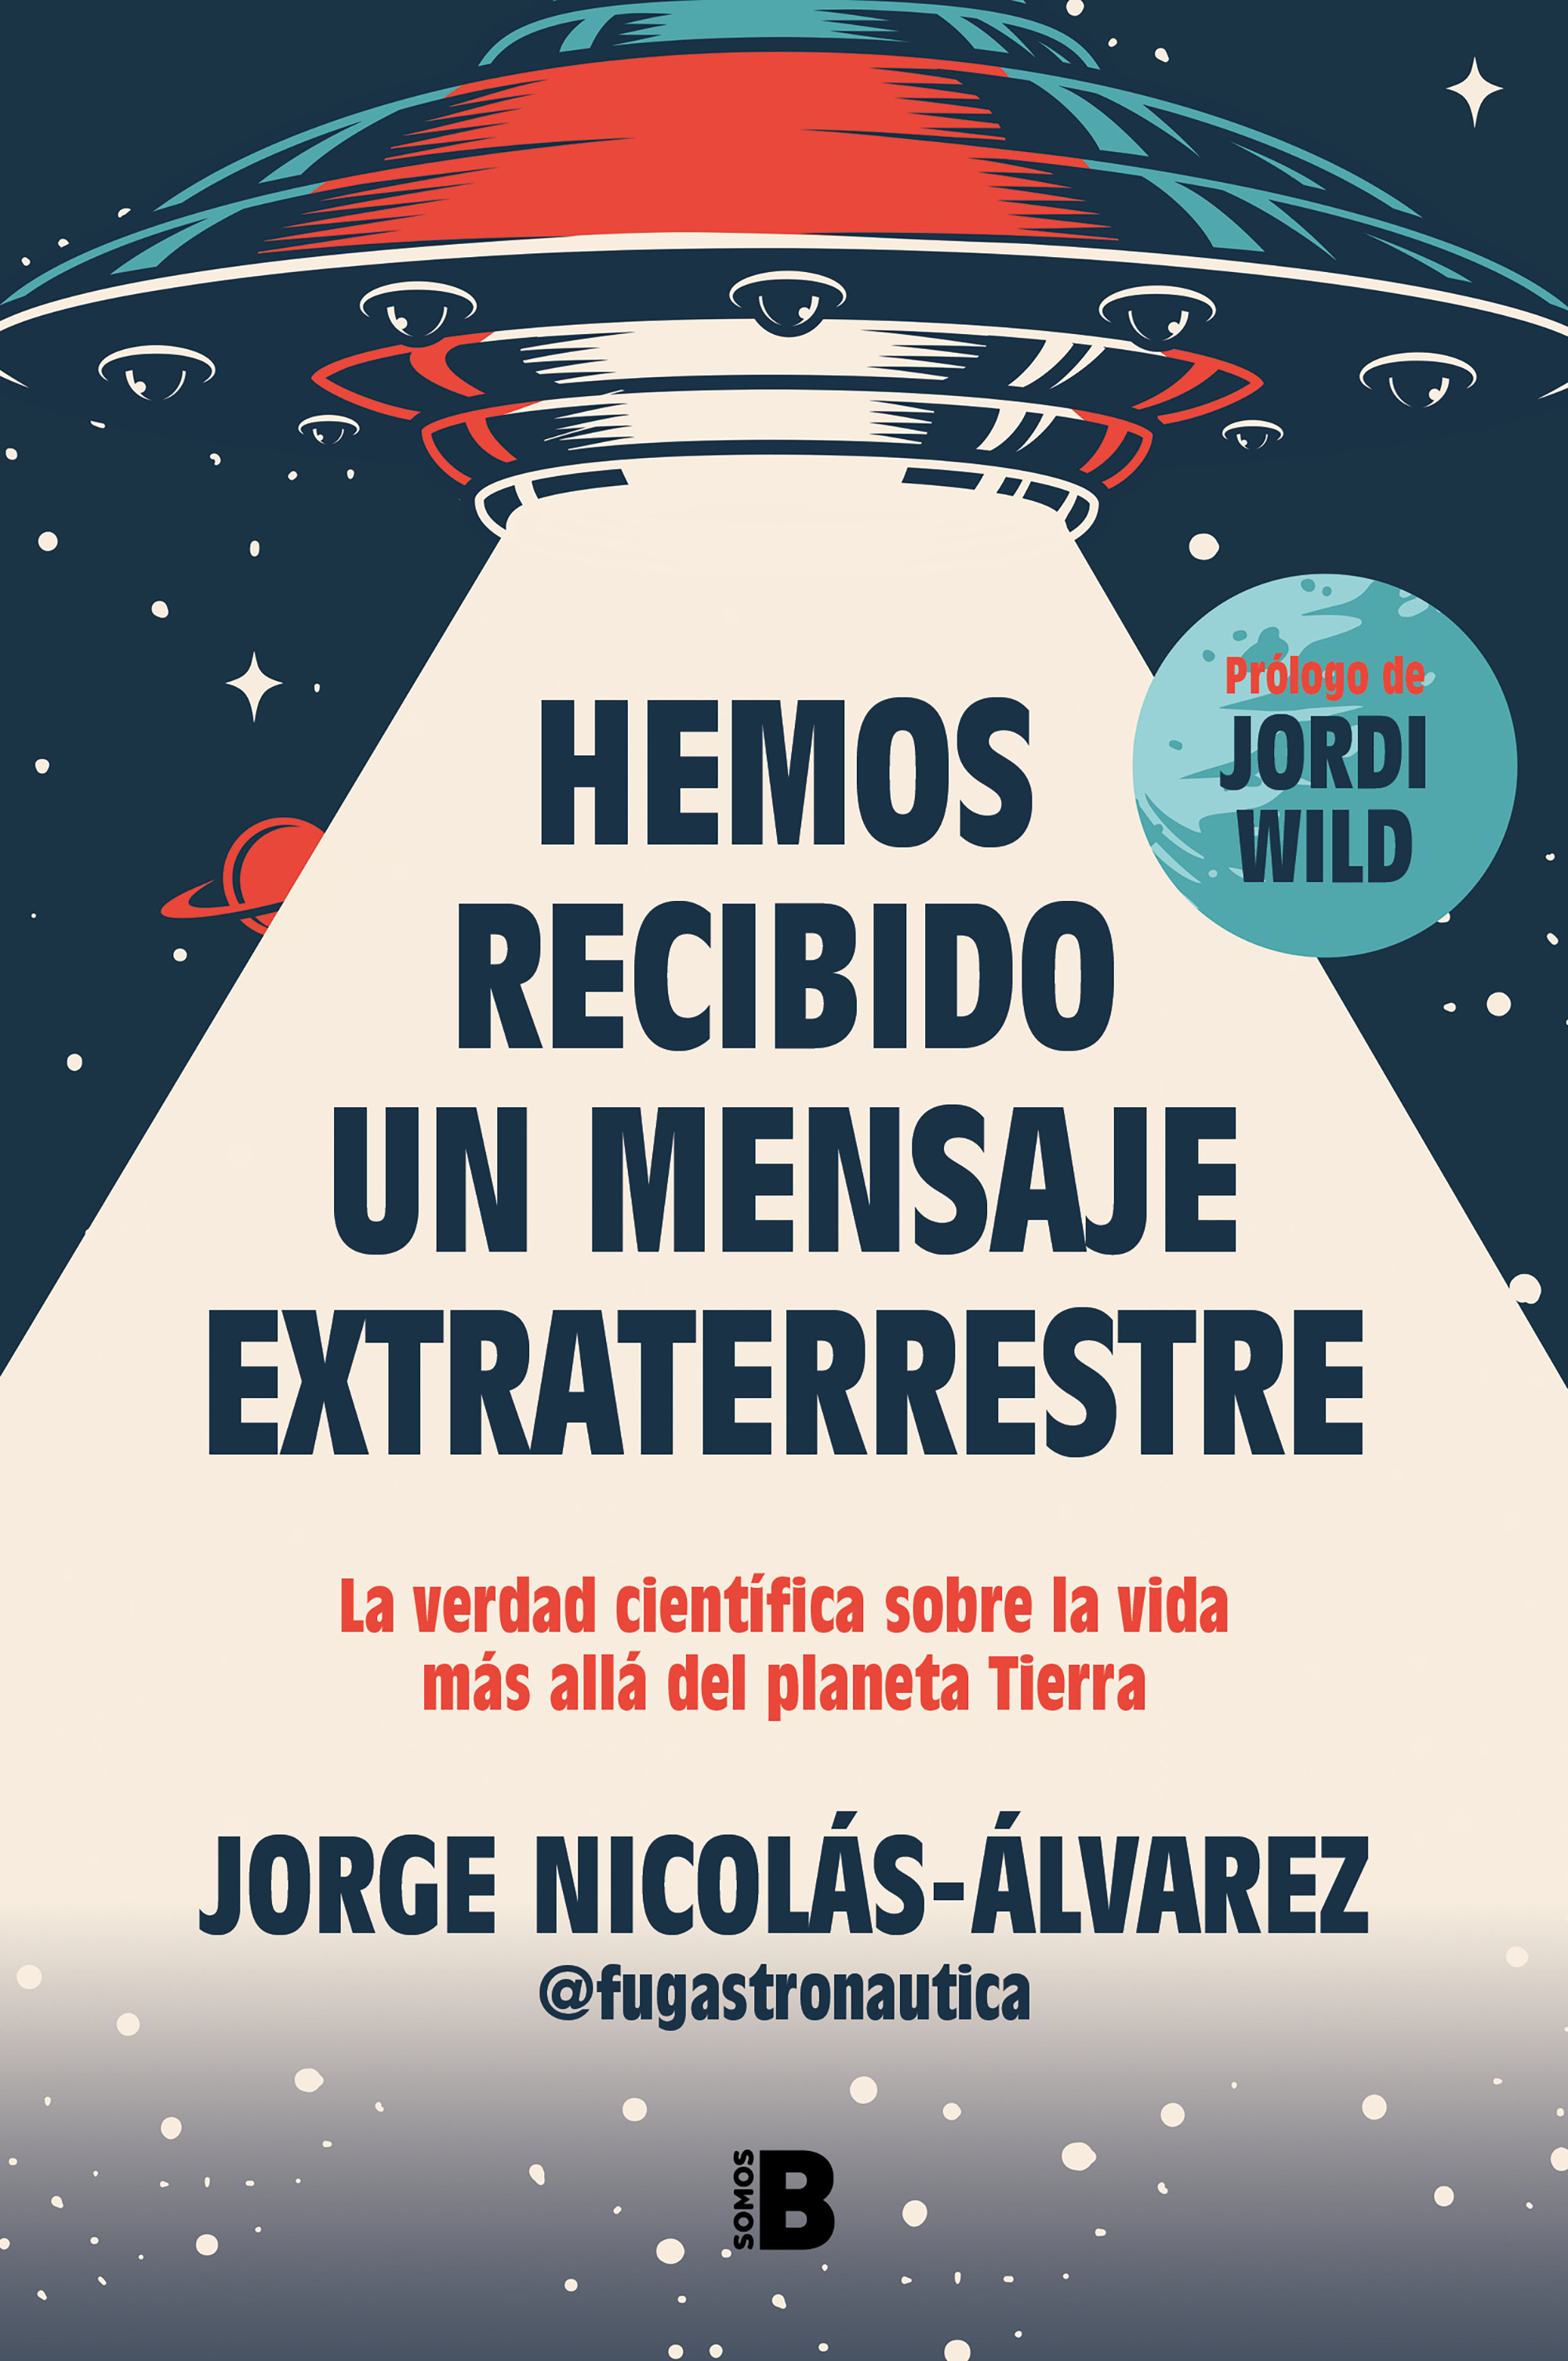 Prólogo de
JORDI
WILD
HEMOS
RECIBIDO
UN MENSAJE
EXTRATERRESTRE
La verdad científica sobre la vida
más allá del planeta Tierra
JORGE NICOLÁS-ÁLVAREZ
@fugastronautica
SOMOS B